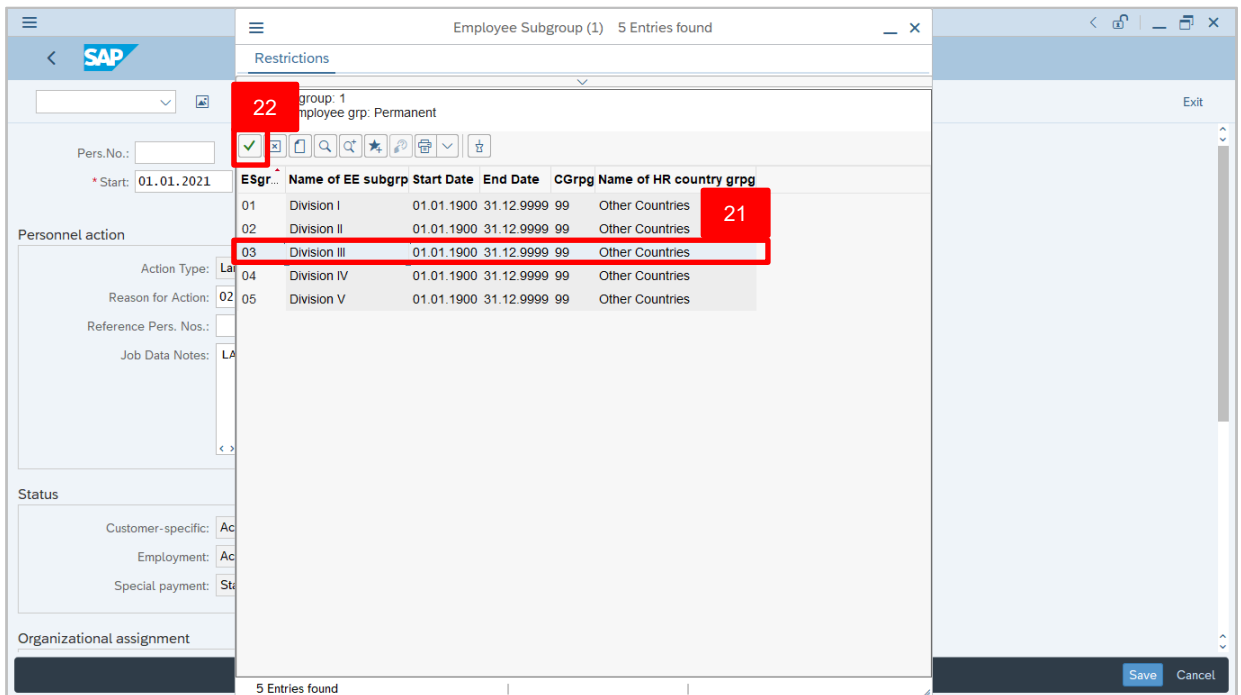 Employee Subgroup (1) 5 Entries found
SAP
Restrictions
Exit
22
group: 1
mployee grp: Permanent
Pers.No.:
* Start: 01.01.2021
ESgr... Name of EE subgrp Start Date End Date CGrpg Name of HR country grpg
01 Division I 01.01.1900 31.12.9999 99 Other Countries
21
02 Division II 01.01.1900 31.12.9999 99 Other Countries
03 Division III 01.01.1900 31.12.9999 99 Other Countries
04 Division IV 01.01.1900 31.12.9999 99 Other Countries
05 Division V 01.01.1900 31.12.9999 99 Other Countries
Personnel action
Action Type: La
Reason for Action: 02
Reference Pers. Nos.:
Job Data Notes: LA
Status
Customer-specific: Ac
Employment: Ac
Special payment: Sta
Organizational assignment
Save Cancel
5 Entries found